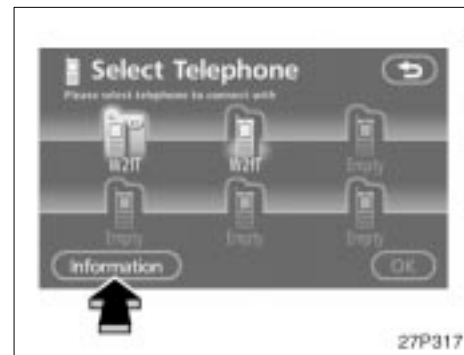 Select Telephone
Please select telephone to connect with
W21T W21T Empty
Empty Empty Empty
Information OK
27P317